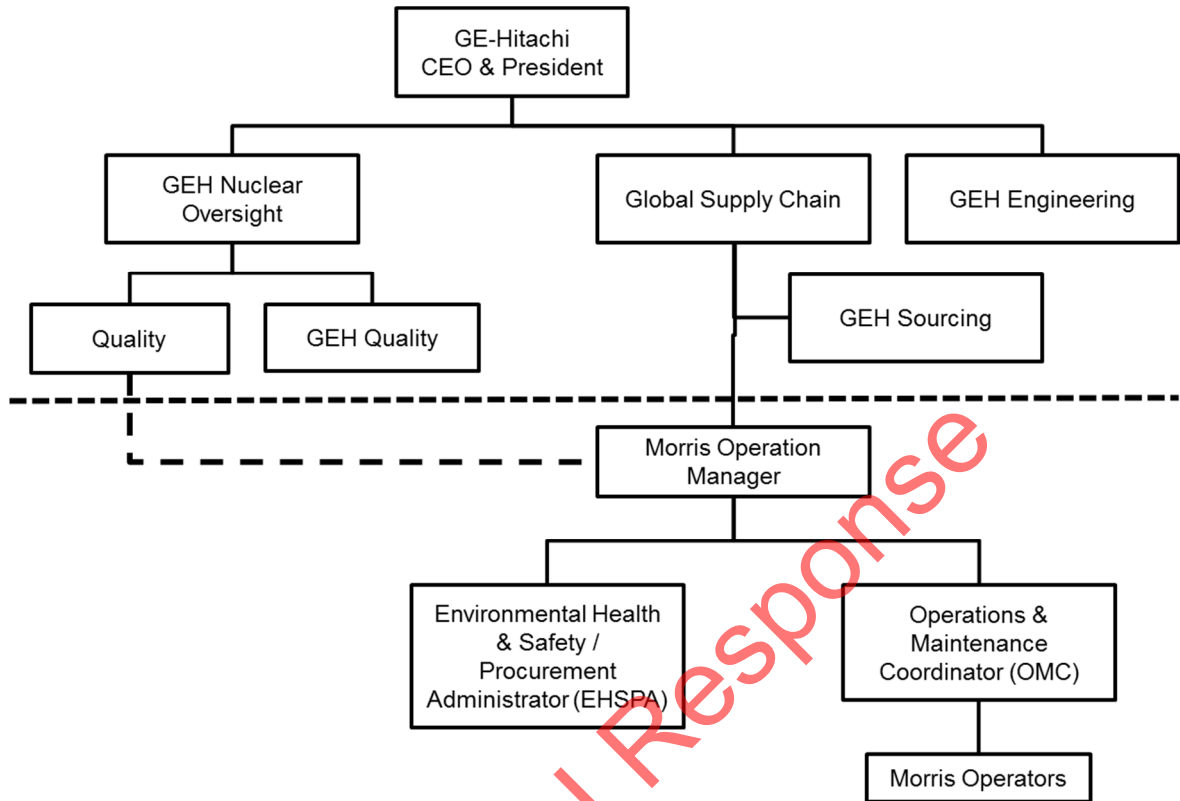 GE-Hitachi
CEO & President
GEH Nuclear
Oversight
Global Supply Chain
GEH Engineering
Quality
GEH Quality
GEH Sourcing
Morris Operation
Manager
Environmental Health
& Safety /
Procurement
Administrator (EHSPA)
Operations &
Maintenance
Coordinator (OMC)
Morris Operators
Response